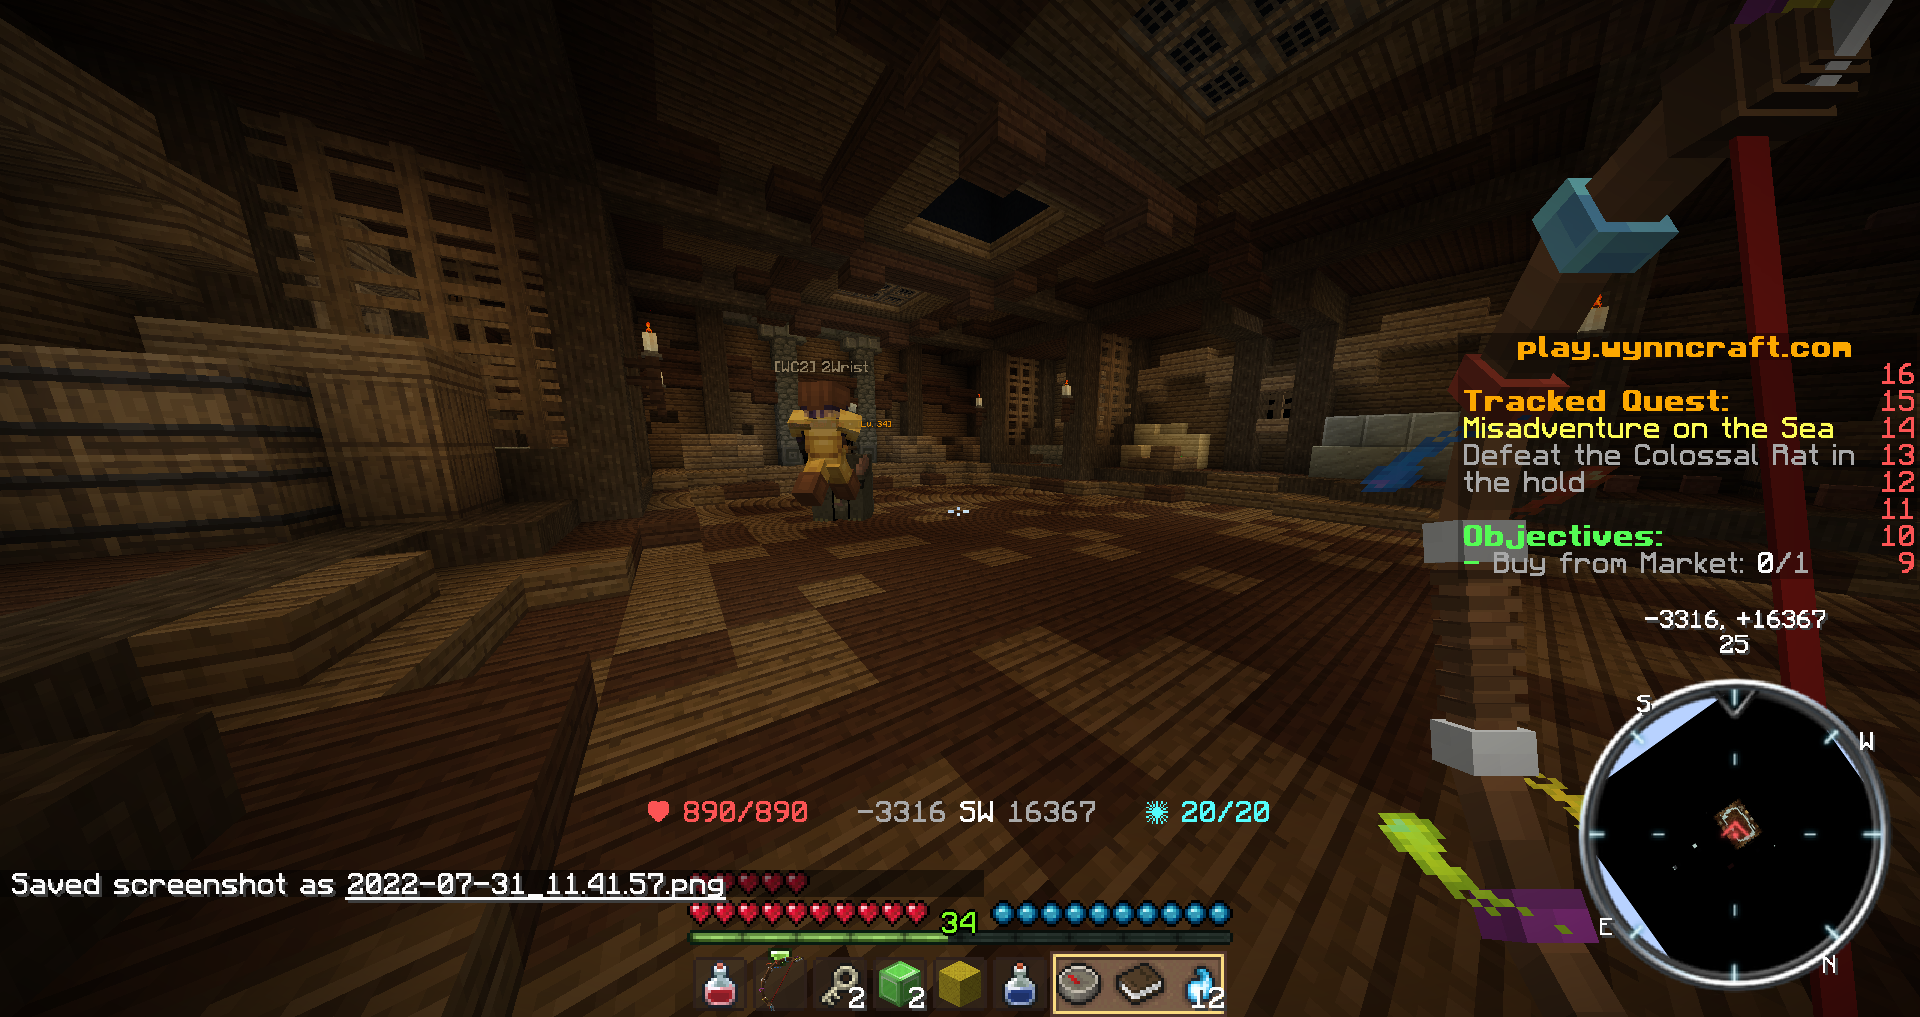 [WC2] 2Wrist
Lv. 34]
play.wynncraft.com
16
Tracked Quest:
15
Misadventure on the Sea
14
Defeat the Colossal Rat in
13
the hold
12
11
Objectives:
10
- Buy from Market: 0/1
9
-3316, +16367
25
S
W
E
N
890/890
-3316 SW 16367
20/20
Saved screenshot as 2022-07-31_11.41.57.png
34
2
2
12